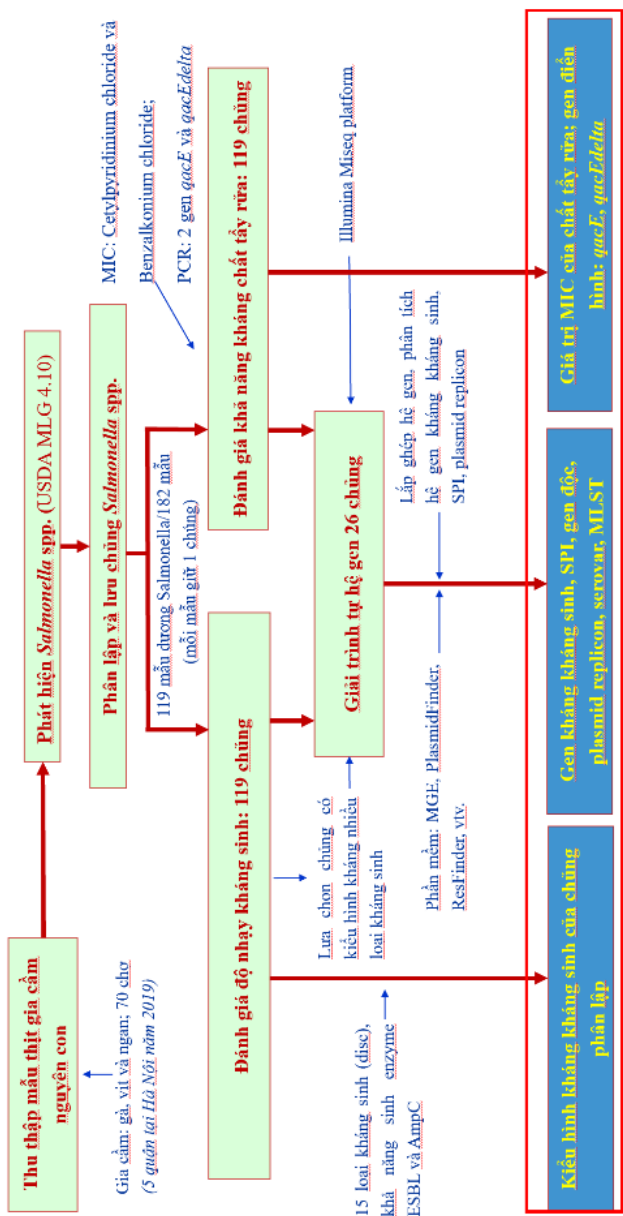 Thu thập mẫu thịt gia cầm
nguyên con
Phát hiện Salmonella spp. (USDA MLG 4.10)
Gia cầm: gà, vịt và ngan; 70 chợ
(5 quận tại Hà Nội năm 2019)
Phân lập và lưu chủng Salmonella spp.
119 mẫu dương Salmonella/182 mẫu
(mỗi mẫu giữ 1 chủng)
MIC: Cetylpyridinium chloride và
Benzalkonium chloride;
PCR: 2 gen qacE và qacEdelta
Đánh giá độ nhạy kháng sinh: 119 chủng
Đánh giá khả năng kháng chất tẩy rửa: 119 chủng
Lưa chon chủng có
kiểu hình kháng nhiều
loại kháng sinh
Giải trình tự hệ gen 26 chủng
Illumina Miseq platform
15 loại kháng sinh (disc),
khả năng sinh enzyme
ESBL và AmpC
Phần mềm: MGE, PlasmidFinder,
ResFinder, vtv.
Lắp ghép hệ gen, phân tích
hệ gen kháng kháng sinh,
SPI, plasmid replicon
Kiểu hình kháng kháng sinh của chủng
phân lập
Gen kháng kháng sinh, SPI, gen độc,
plasmid replic, serovar, MLST
Giá trị MIC của chất tẩy rửa; gen điển
hình: qacE, qacEdelta